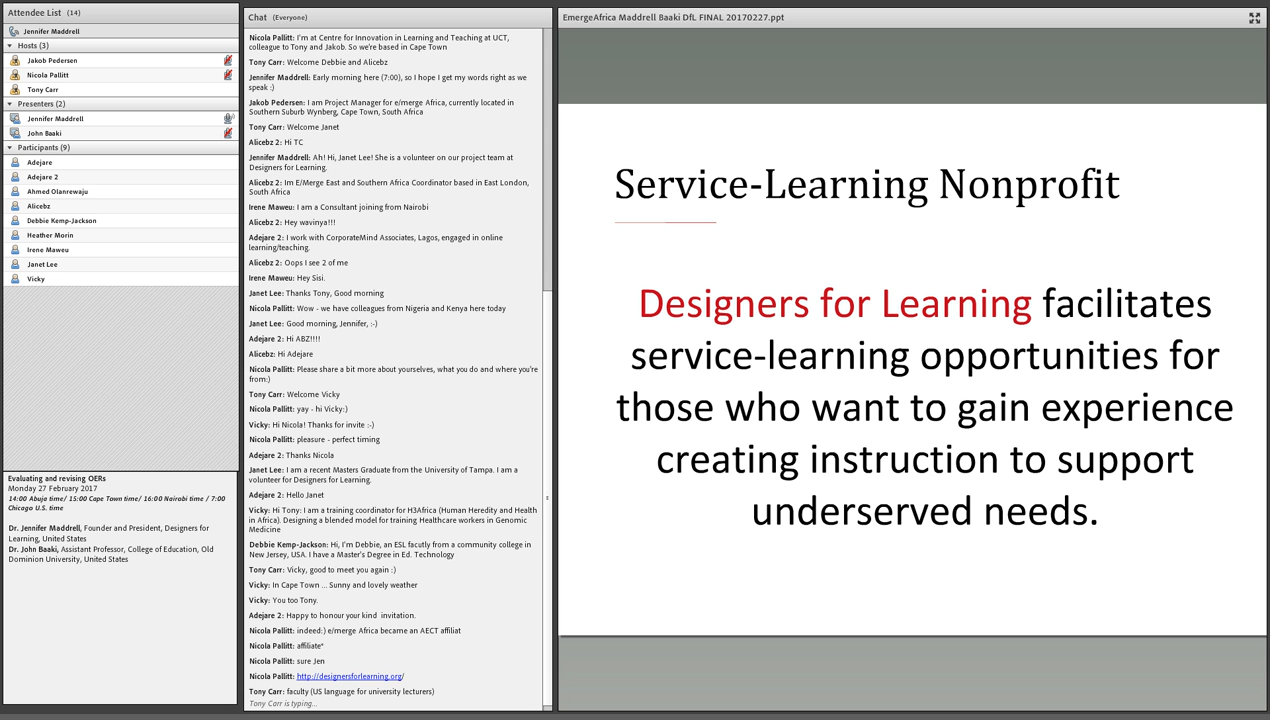 Attendee List (14)
Jennifer Maddrell
Hosts (3)
Jakob Pedersen
Nicola Pallitt
Tony Carr
Presenters (2)
Jennifer Maddrell
John Baaki
Participants (9)
Adejare
Adejare 2
Ahmed Olanrewaju
Alicebz
Debbie Kemp-Jackson
Heather Morin
Irene Maweu
Janet Lee
Vicky
Evaluating and revising OERs
Monday 27 February 2017
14:00 Abuja time/ 15:00 Cape Town time/ 16:00 Nairobi time / 7:00
Chicago U.S. time
Dr. Jennifer Maddrell, Founder and President, Designers for
Learning, United States
Dr. John Baaki, Assistant Professor, College of Education, Old
Dominion University, United States
Chat (Everyone)
Nicola Pallitt: I'm at Centre for Innovation in Learning and Teaching at UCT,
colleague to Tony and Jakob. So we're based in Cape Town
Tony Carr: Welcome Debbie and Alicebz
Jennifer Maddrell: Early morning here (7:00), so I hope I get my words right as we
speak :)
Jakob Pedersen: I am Project Manager for e/merge Africa, currently located in
Southern Suburb Wynberg, Cape Town, South Africa
Tony Carr: Welcome Janet
Alicebz 2: Hi TC
Jennifer Maddrell: Ah! Hi, Janet Lee! She is a volunteer on our project team at
Designers for Learning.
Alicebz 2: Im E/Merge East and Southern Africa Coordinator based in East London,
South Africa
Irene Maweu: I am a Consultant joining from Nairobi
Alicebz 2: Hey wavinya!!!
Adejare 2: I work with CorporateMind Associates, Lagos, engaged in online
learning/teaching.
Alicebz 2: Oops I see 2 of me
Irene Maweu: Hey Sisi.
Janet Lee: Thanks Tony, Good morning
Nicola Pallitt: Wow - we have colleagues from Nigeria and Kenya here today
Janet Lee: Good morning, Jennifer, :-)
Adejare 2: Hi ABZ!!!!
Alicebz: Hi Adejare
Nicola Pallitt: Please share a bit more about yourselves, what you do and where you're
from:)
Tony Carr: Welcome Vicky
Nicola Pallitt: yay - hi Vicky:)
Vicky: Hi Nicola! Thanks for invite :-)
Nicola Pallitt: pleasure - perfect timing
Adejare 2: Thanks Nicola
Janet Lee: I am a recent Masters Graduate from the University of Tampa. I am a
volunteer for Designers for Learning.
Adejare 2: Hello Janet
Vicky: Hi Tony: I am a training coordinator for H3Africa (Human Heredity and Health
in Africa). Designing a blended model for training Healthcare workers in Genomic
Medicine
Debbie Kemp-Jackson: Hi, I'm Debbie, an ESL facutly from a community college in
New Jersey, USA. I have a Master's Degree in Ed. Technology
Tony Carr: Vicky, good to meet you again :)
Vicky: In Cape Town ... Sunny and lovely weather
Vicky: You too Tony.
Adejare 2: Happy to honour your kind invitation.
Nicola Pallitt: indeed:) e/merge Africa became an AECT affiliat
Nicola Pallitt: affiliate*
Nicola Pallitt: sure Jen
Nicola Pallitt: http://designersforlearning.org/
Tony Carr: faculty (US language for university lecturers)
Tony Carr is typing...
EmergeAfrica Maddrell Baaki DfL FINAL 20170227.ppt
Service-Learning Nonprofit
Designers for Learning facilitates
service-learning opportunities for
those who want to gain experience
creating instruction to support
underserved needs.